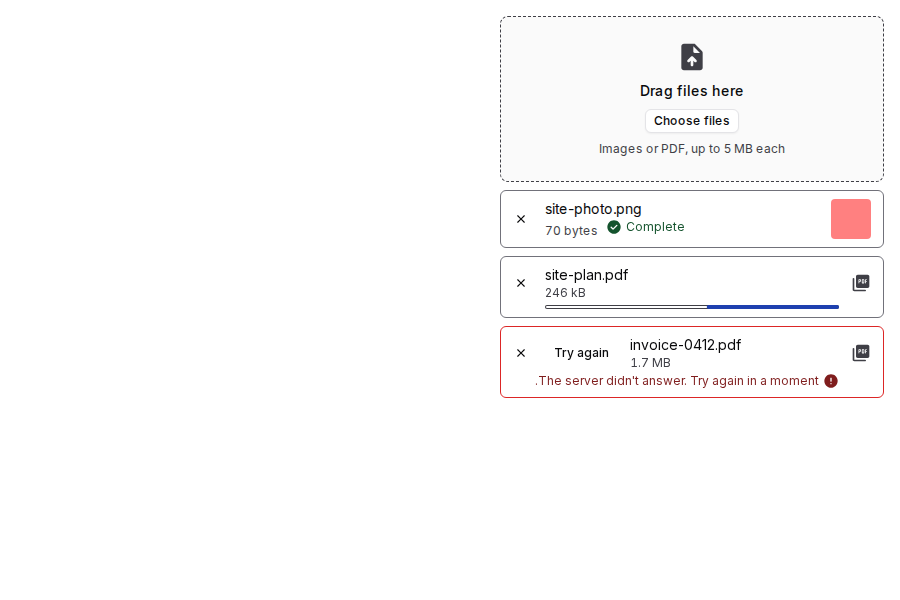 Drag files here
Choose files
Images or PDF, up to 5 MB each
site-photo.png
70 bytes Complete
site-plan.pdf
PDF
246 kB
invoice-0412.pdf
Try again
PDF
1.7 MB
.The server didn't answer. Try again in a moment